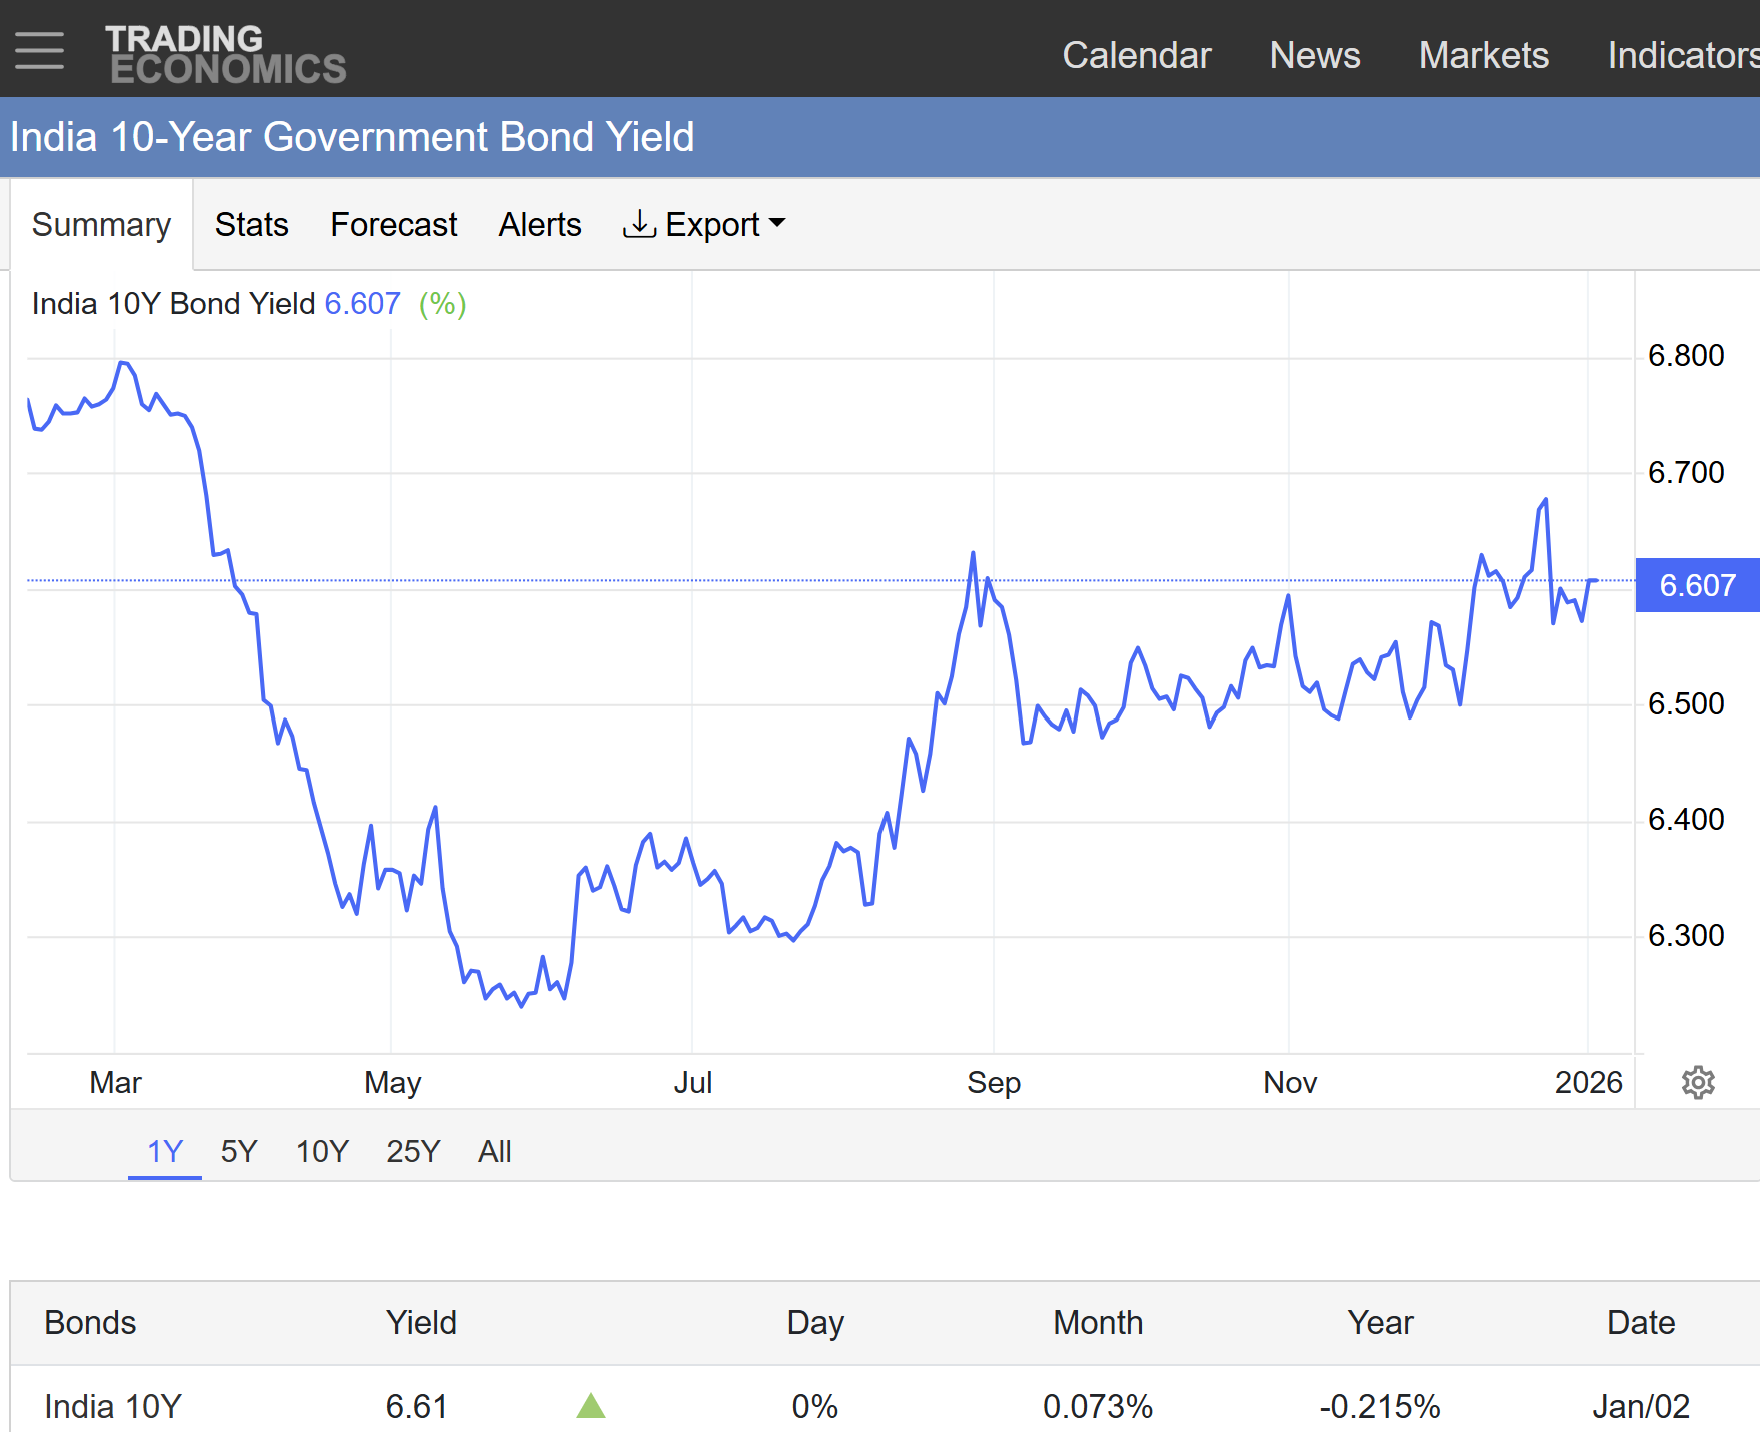 TRADING
ECONOMICS
Calendar News Markets Indicators
India 10-Year Government Bond Yield
Summary Stats Forecast Alerts Export
India 10Y Bond Yield 6.607 (%)
6.800
6.700
6.607
6.500
6.400
6.300
Mar May Jul Sep Nov 2026
1Y 5Y 10Y 25Y All
Bonds Yield Day Month Year Date
India 10Y 6.61 0% 0.073% -0.215% Jan/02